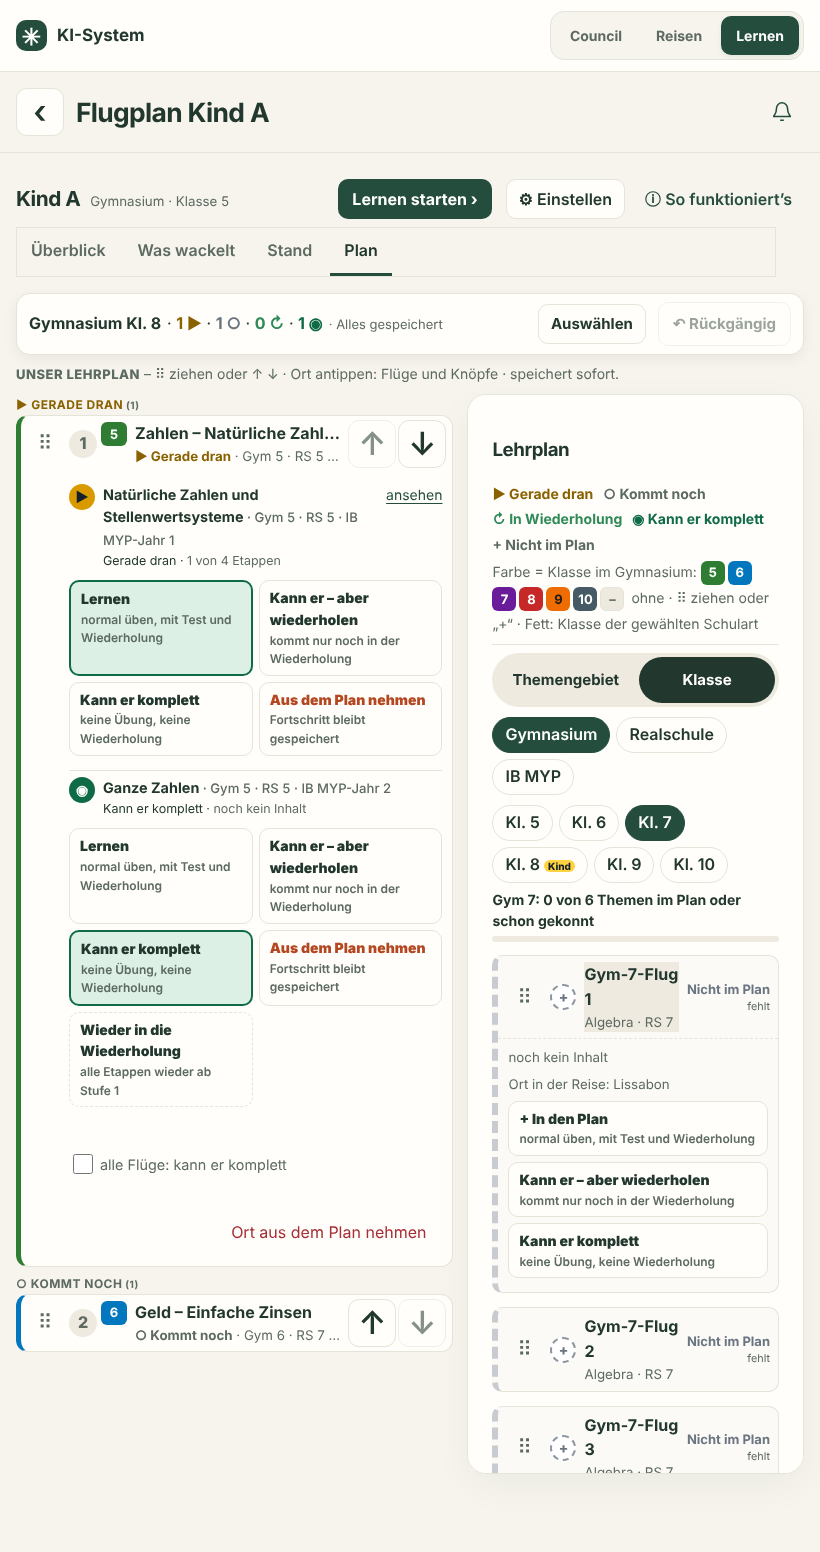 KI-System
Council Reisen Lernen
‹ Flugplan Kind A
Kind A Gymnasium · Klasse 5
Lernen starten › ⚙ Einstellen ⓘ So funktioniert’s
Überblick Was wackelt Stand Plan
Gymnasium Kl. 8 · 1 ▶ · 1 ○ · 0 ↻ · 1 ◉ · Alles gespeichert
Auswählen ↶ Rückgängig
UNSER LEHRPLAN – ⠿ ziehen oder ↑ ↓ · Ort antippen: Flüge und Knöpfe · speichert sofort.
▶ GERADE DRAN (1)
⠿ 1 5 Zahlen – Natürliche Zahl… ↑ ↓
▶ Gerade dran · Gym 5 · RS 5 …
▶ Natürliche Zahlen und ansehen
Stellenwertsysteme · Gym 5 · RS 5 · IB
MYP-Jahr 1
Gerade dran · 1 von 4 Etappen
Lernen
normal üben, mit Test und
Wiederholung
Kann er – aber
wiederholen
kommt nur noch in der
Wiederholung
Kann er komplett
keine Übung, keine
Wiederholung
Aus dem Plan nehmen
Fortschritt bleibt
gespeichert
◉ Ganze Zahlen · Gym 5 · RS 5 · IB MYP-Jahr 2
Kann er komplett · noch kein Inhalt
Lernen
normal üben, mit Test und
Wiederholung
Kann er – aber
wiederholen
kommt nur noch in der
Wiederholung
Kann er komplett
keine Übung, keine
Wiederholung
Aus dem Plan nehmen
Fortschritt bleibt
gespeichert
Wieder in die
Wiederholung
alle Etappen wieder ab
Stufe 1
alle Flüge: kann er komplett
Ort aus dem Plan nehmen
○ KOMMT NOCH (1)
⠿ 2 6 Geld – Einfache Zinsen ↑ ↓
○ Kommt noch · Gym 6 · RS 7 …
Lehrplan
▶ Gerade dran ○ Kommt noch
↻ In Wiederholung ◉ Kann er komplett
+ Nicht im Plan
Farbe = Klasse im Gymnasium: 5 6
7 8 9 10 – ohne · ⠿ ziehen oder
„+“ · Fett: Klasse der gewählten Schulart
Themengebiet Klasse
Gymnasium Realschule
IB MYP
Kl. 5 Kl. 6 Kl. 7
Kl. 8 Kind Kl. 9 Kl. 10
Gym 7: 0 von 6 Themen im Plan oder
schon gekonnt
⠿ + Gym-7-Flug
1
Algebra · RS 7
Nicht im Plan
fehlt
noch kein Inhalt
Ort in der Reise: Lissabon
+ In den Plan
normal üben, mit Test und Wiederholung
Kann er – aber wiederholen
kommt nur noch in der Wiederholung
Kann er komplett
keine Übung, keine Wiederholung
⠿ + Gym-7-Flug
2
Algebra · RS 7
Nicht im Plan
fehlt
⠿ + Gym-7-Flug
3
Algebra · RS 7
Nicht im Plan
fehlt